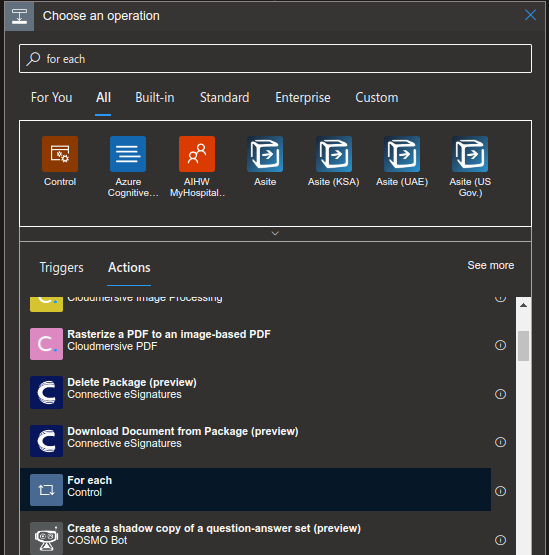 Choose an operation
for each
For You All Built-in Standard Enterprise Custom
Control Azure Cognitive... AIHW MyHospital.. Asite Asite (KSA) Asite (UAE) Asite (US Gov.)
Triggers Actions See more
Cloudmersive Image Processing
Rasterize a PDF to an image-based PDF
Cloudmersive PDF
Delete Package (preview)
Connective eSignatures
Download Document from Package (preview)
Connective eSignatures
For each
Control
Create a shadow copy of a question-answer set (preview)
COSMO Bot